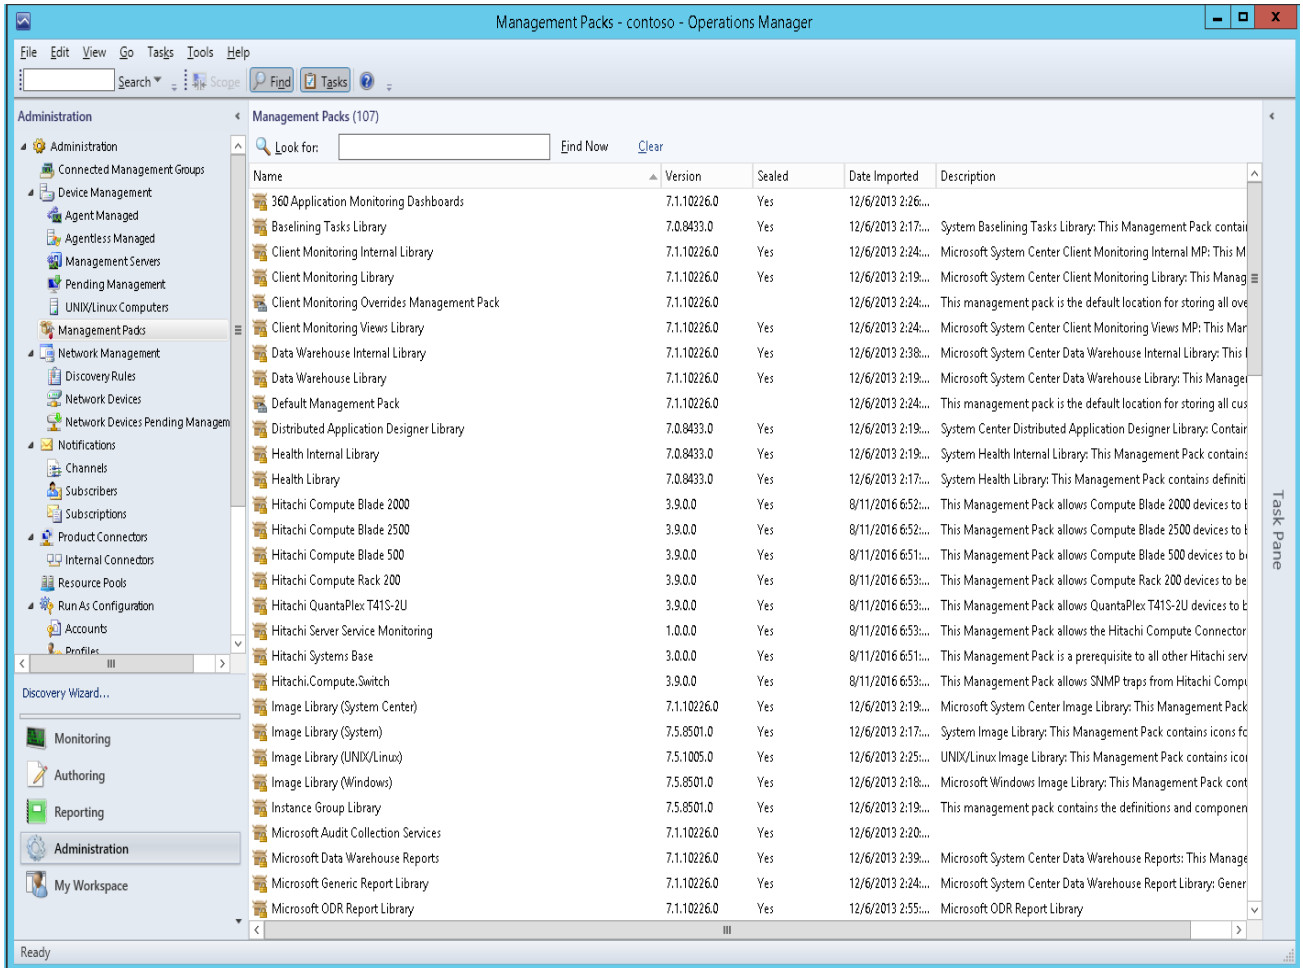 Management Packs - contoso - Operations Manager
File Edit View Go Tasks Tools Help
Search Scope Find Tasks
Administration
Administration
Connected Management Groups
Device Management
Agent Managed
Agentless Managed
Management Servers
Pending Management
UNIX/Linux Computers
Management Packs
Network Management
Discovery Rules
Network Devices
Network Devices Pending Managem
Notifications
Channels
Subscribers
Subscriptions
Product Connectors
Internal Connectors
Resource Pools
Run As Configuration
Accounts
Profiles
Discovery Wizard...
Monitoring
Authoring
Reporting
Administration
My Workspace
Management Packs (107)
Look for: Find Now Clear
Name Version Sealed Date Imported Description
360 Application Monitoring Dashboards 7.1.10226.0 Yes 12/6/2013 2:26:...
Baselining Tasks Library 7.0.8433.0 Yes 12/6/2013 2:17:... System Baselining Tasks Library: This Management Pack contai
Client Monitoring Internal Library 7.1.10226.0 Yes 12/6/2013 2:24:... Microsoft System Center Client Monitoring Internal MP: This M
Client Monitoring Library 7.1.10226.0 Yes 12/6/2013 2:19:... Microsoft System Center Client Monitoring Library: This Manag
Client Monitoring Overrides Management Pack 7.1.10226.0 12/6/2013 2:24:... This management pack is the default location for storing all ove
Client Monitoring Views Library 7.1.10226.0 Yes 12/6/2013 2:24:... Microsoft System Center Client Monitoring Views MP: This Man
Data Warehouse Internal Library 7.1.10226.0 Yes 12/6/2013 2:38:... Microsoft System Center Data Warehouse Internal Library: This
Data Warehouse Library 7.1.10226.0 Yes 12/6/2013 2:19:... Microsoft System Center Data Warehouse Library: This Manager
Default Management Pack 7.1.10226.0 12/6/2013 2:24:... This management pack is the default location for storing all cus
Distributed Application Designer Library 7.0.8433.0 Yes 12/6/2013 2:19:... System Center Distributed Application Designer Library: Contair
Health Internal Library 7.0.8433.0 Yes 12/6/2013 2:19:... System Health Internal Library: This Management Pack contains
Health Library 7.0.8433.0 Yes 12/6/2013 2:17:... System Health Library: This Management Pack contains definiti
Hitachi Compute Blade 2000 3.9.0.0 Yes 8/11/2016 6:52:... This Management Pack allows Compute Blade 2000 devices to b
Hitachi Compute Blade 2500 3.9.0.0 Yes 8/11/2016 6:52:... This Management Pack allows Compute Blade 2500 devices to b
Hitachi Compute Blade 500 3.9.0.0 Yes 8/11/2016 6:51:... This Management Pack allows Compute Blade 500 devices to b
Hitachi Compute Rack 200 3.9.0.0 Yes 8/11/2016 6:53:... This Management Pack allows Compute Rack 200 devices to be
Hitachi QuantaPlex T41S-2U 3.9.0.0 Yes 8/11/2016 6:53:... This Management Pack allows QuantaPlex T41S-2U devices to b
Hitachi Server Service Monitoring 1.0.0.0 Yes 8/11/2016 6:53:... This Management Pack allows the Hitachi Compute Connector
Hitachi Systems Base 3.0.0.0 Yes 8/11/2016 6:51:... This Management Pack is a prerequisite to all other Hitachi serv
Hitachi.Compute.Switch 3.9.0.0 Yes 8/11/2016 6:53:... This Management Pack allows SNMP traps from Hitachi Compu
Image Library (System Center) 7.1.10226.0 Yes 12/6/2013 2:19:... Microsoft System Center Image Library: This Management Pack
Image Library (System) 7.5.8501.0 Yes 12/6/2013 2:17:... System Image Library: This Management Pack contains icons fo
Image Library (UNIX/Linux) 7.5.1005.0 Yes 12/6/2013 2:25:... UNIX/Linux Image Library: This Management Pack contains ico
Image Library (Windows) 7.5.8501.0 Yes 12/6/2013 2:18:... Microsoft Windows Image Library: This Management Pack cont
Instance Group Library 7.5.8501.0 Yes 12/6/2013 2:19:... This management pack contains the definitions and componen
Microsoft Audit Collection Services 7.1.10226.0 Yes 12/6/2013 2:20:...
Microsoft Data Warehouse Reports 7.1.10226.0 Yes 12/6/2013 2:39:... Microsoft System Center Data Warehouse Reports: This Manage
Microsoft Generic Report Library 7.1.10226.0 Yes 12/6/2013 2:24:... Microsoft System Center Data Warehouse Report Library: Gener
Microsoft ODR Report Library 7.1.10226.0 Yes 12/6/2013 2:55:... Microsoft ODR Report Library
Task Pane
Ready